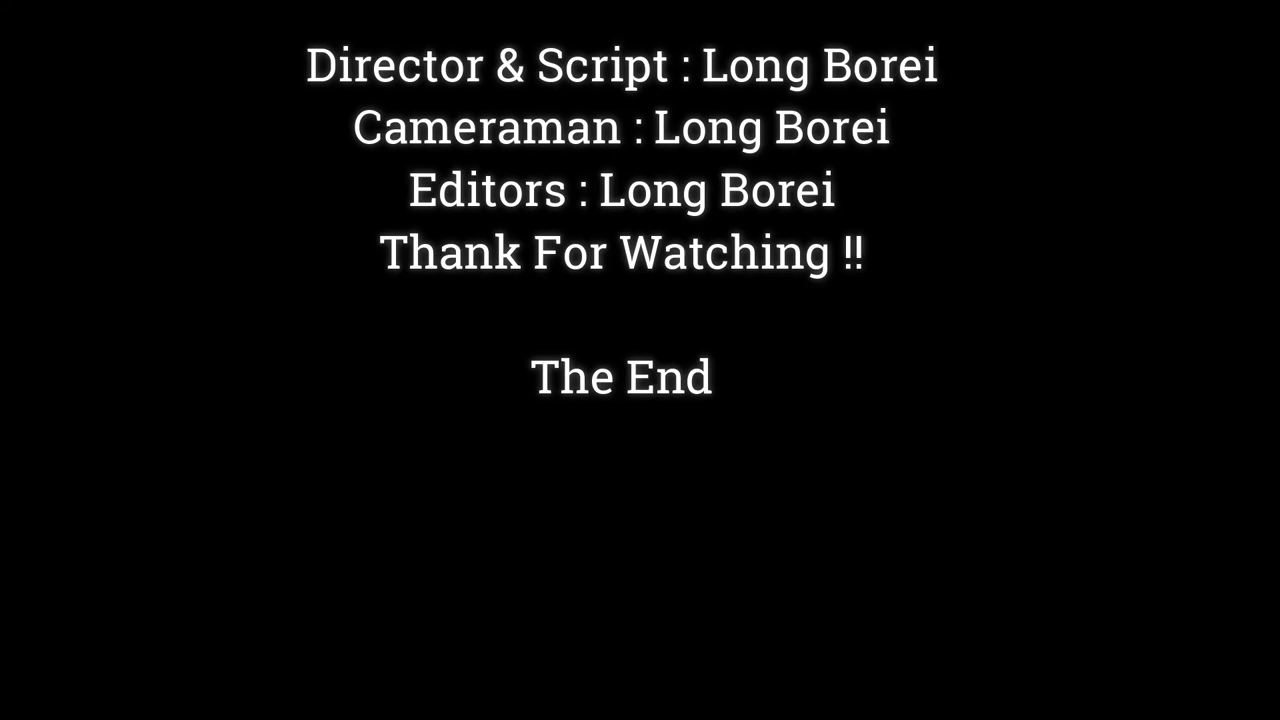 Director & Script : Long Borei
Cameraman : Long Borei
Editors : Long Borei
Thank For Watching !!
The End